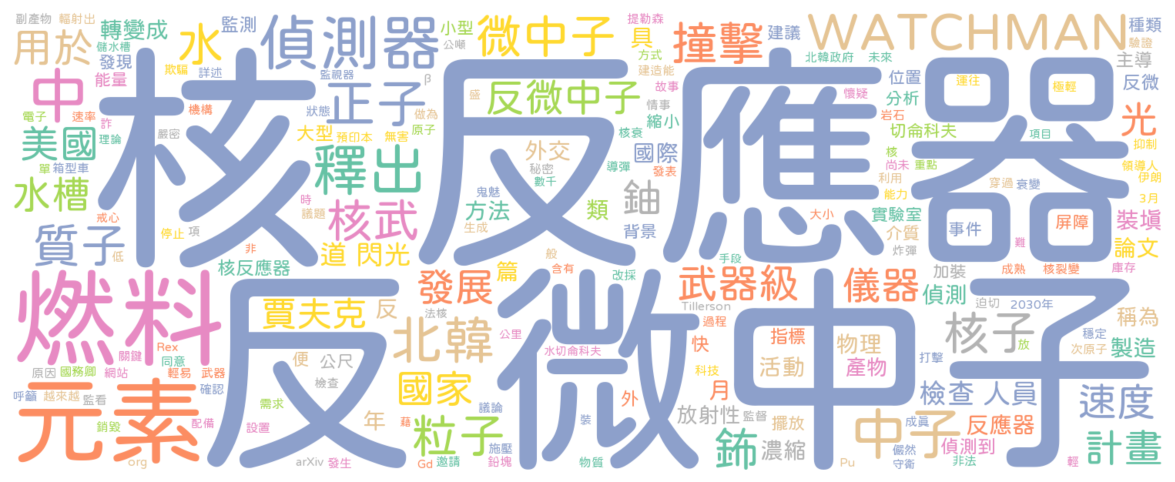 副產物 輻射出 轉變成 監測 偵測器 小型 微中子 提勒森 具 撞擊 建議 WATCHMAN 種類
用於 儲水槽 發現 水 公噸 方式 北韓政府 未來 驗證
中 能量 欺騙 詳述 監視器 β 盛 建造能 故事 懷疑 位置 主導 反微
核 反 應 器
電子 速率 機構 狀態 正子 做為 反微中子 情事 分析 運往 極輕
美國 詐 理論 嚴密 大型 預印本 無害 原子 核衰 縮小 岩石 切侖科夫 項目 光 抑制
單 箱型車 釋出 外交 國際 導彈 發表 核 尚未 重點 領導人
水槽 時 核武 秘密 數千 鈾 利用 穿過 衰變 伊朗
戒心 議題 鬼魅 方法 類 能力 3月
質子 低 停止 項 道 閃光 生成 背景 大小 實驗室 事件 屏障 裝塡
非 篇 般 手段 介質 炸彈 難 論文
核反應器 發展 含有 改採 武器級 儀器 加裝 成熟 核裂變 庫存
燃料 反 微 中 子
賈夫克 反 法核 Tillerson 偵測 迫切 2030年 稱為
關鍵 Rex 北韓 公里 過程 指標 核子 穩定
原因 國務卿 同意 便 公尺 水切侖科夫 快 物理 放 次原子 製造
網站 輕易 武器 檢查 科技 活動 產物 打擊
呼籲 越來越 監看 確認 國家 月 檢查 人員 速度
元素 需求 年 議論 外 放射性 監督 擺放 成員
銷毀 配備 設置 藉 粒子 裝 中子 反應器
施壓 鈽 濃縮 儼然 偵測到 計畫
org arXiv 發生 Gd 邀請 鉛塊 物質 Pu 守衛 非法 輕